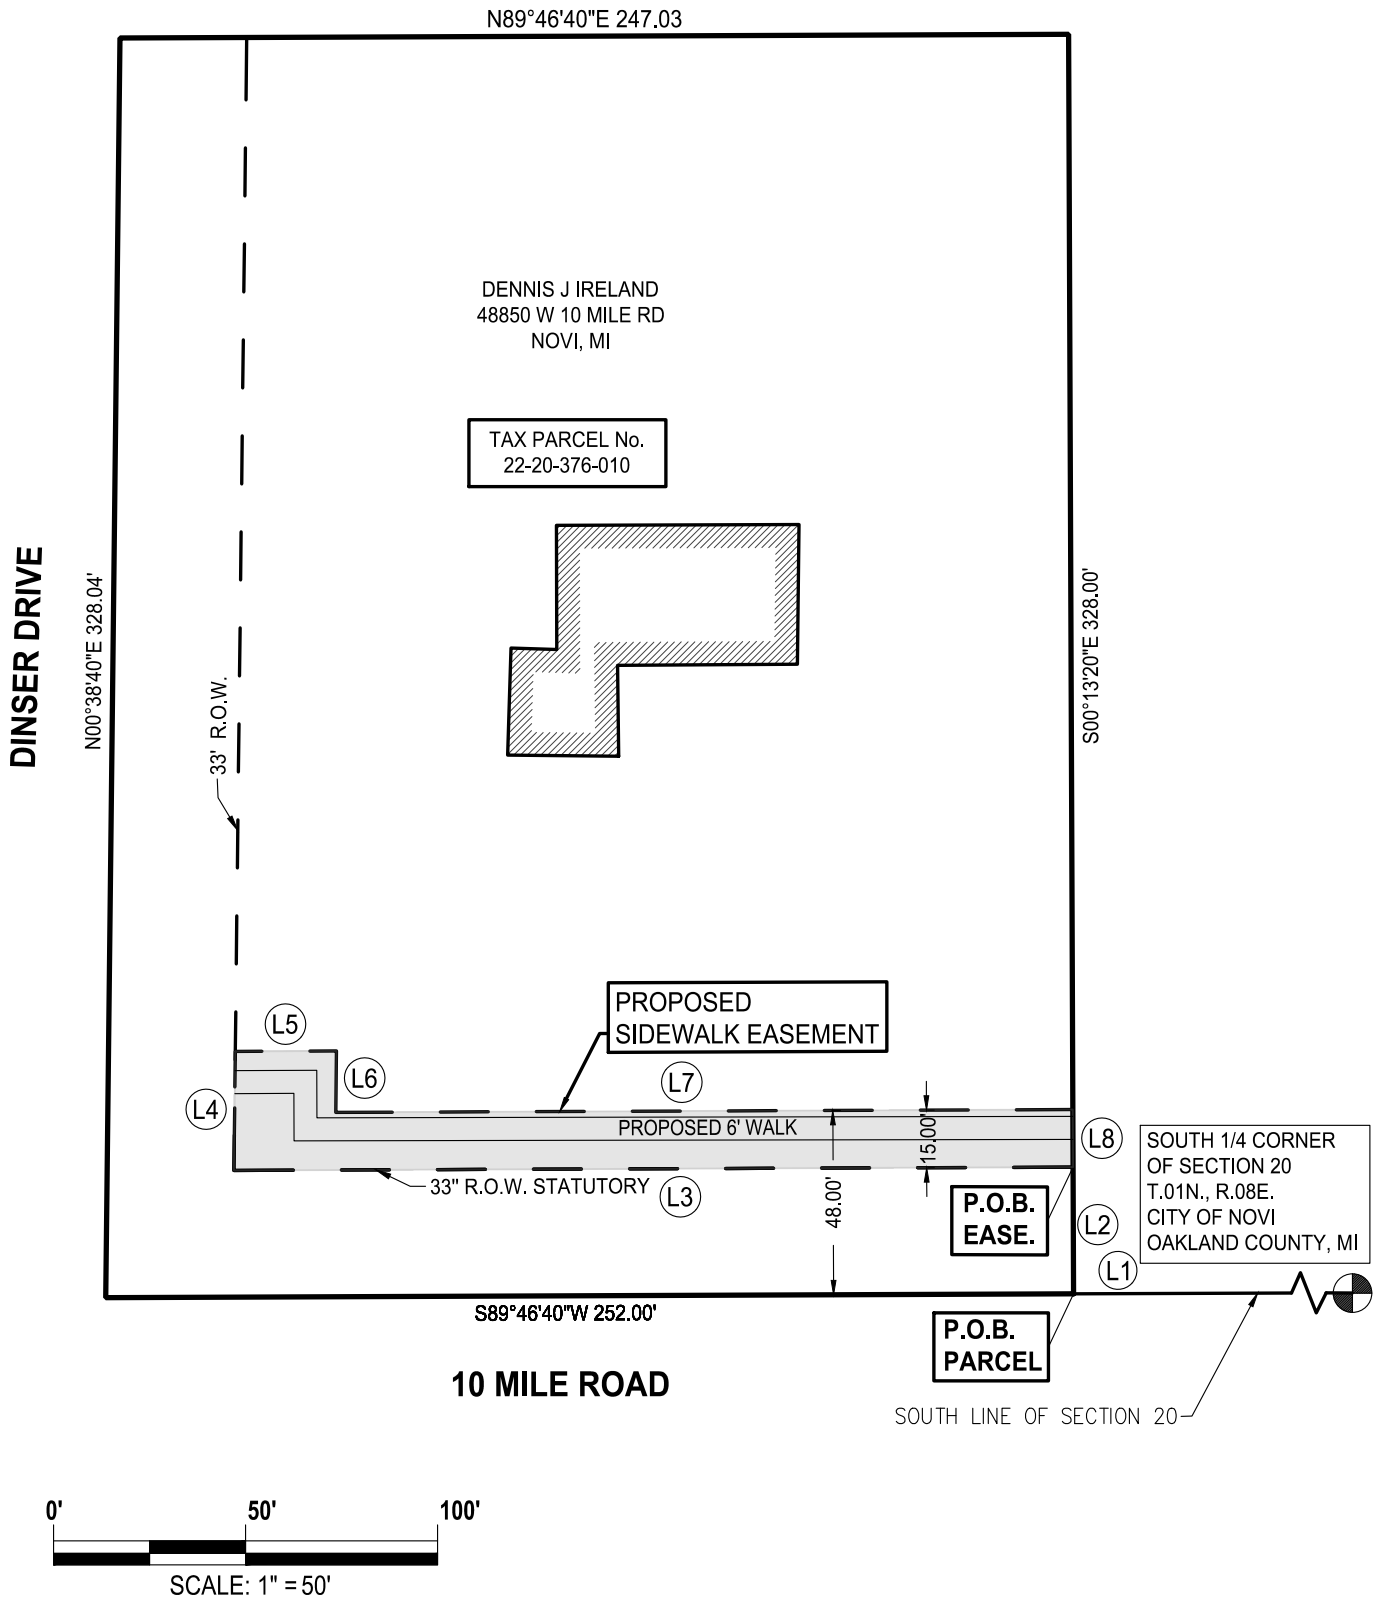 N89°46'40"E 247.03
DENNIS J IRELAND
48850 W 10 MILE RD
NOVI, MI
TAX PARCEL No.
22-20-376-010
DINSER DRIVE
N00°38'40"E 328.04'
33' R.O.W.
S00°13'20"E 328.00'
PROPOSED
SIDEWALK EASEMENT
L5
L6
L7
L4
PROPOSED 6' WALK
15.00'
L8
SOUTH 1/4 CORNER
OF SECTION 20
T.01N., R.08E.
CITY OF NOVI
OAKLAND COUNTY, MI
33" R.O.W. STATUTORY
L3
48.00'
P.O.B.
EASE.
L2
L1
S89°46'40"W 252.00'
P.O.B.
PARCEL
10 MILE ROAD
SOUTH LINE OF SECTION 20
0' 50' 100'
SCALE: 1" = 50'